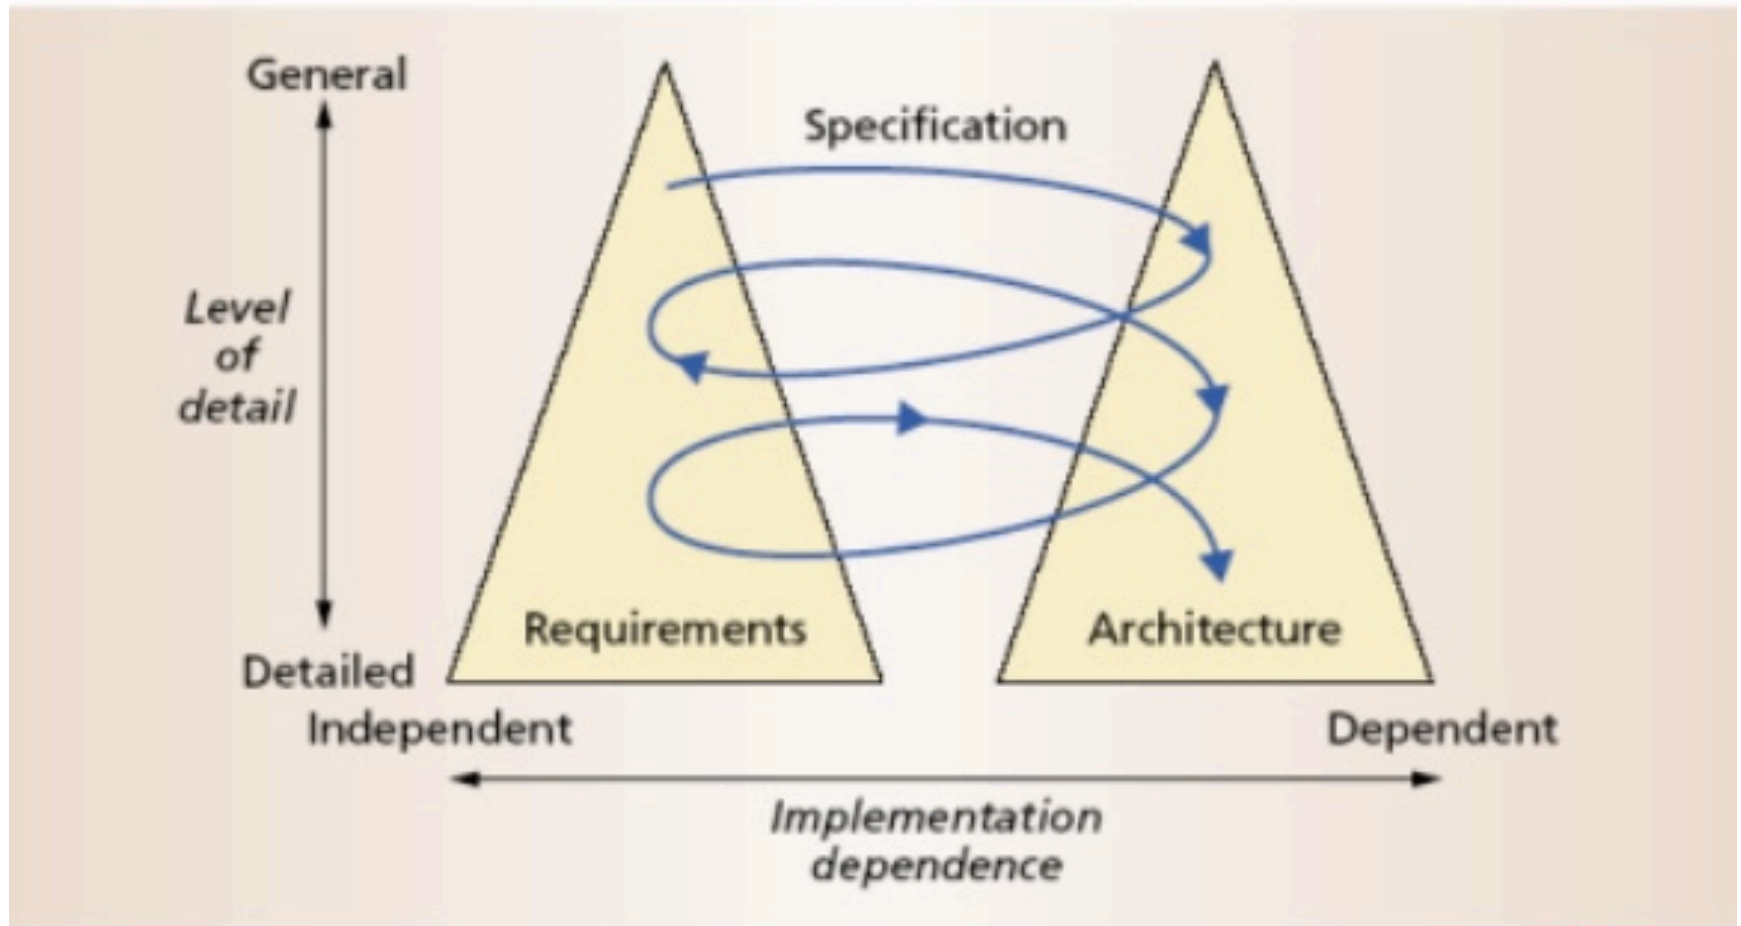 General
Specification
Level
of
detail
Requirements
Architecture
Detailed
Independent
Dependent
Implementation
dependence